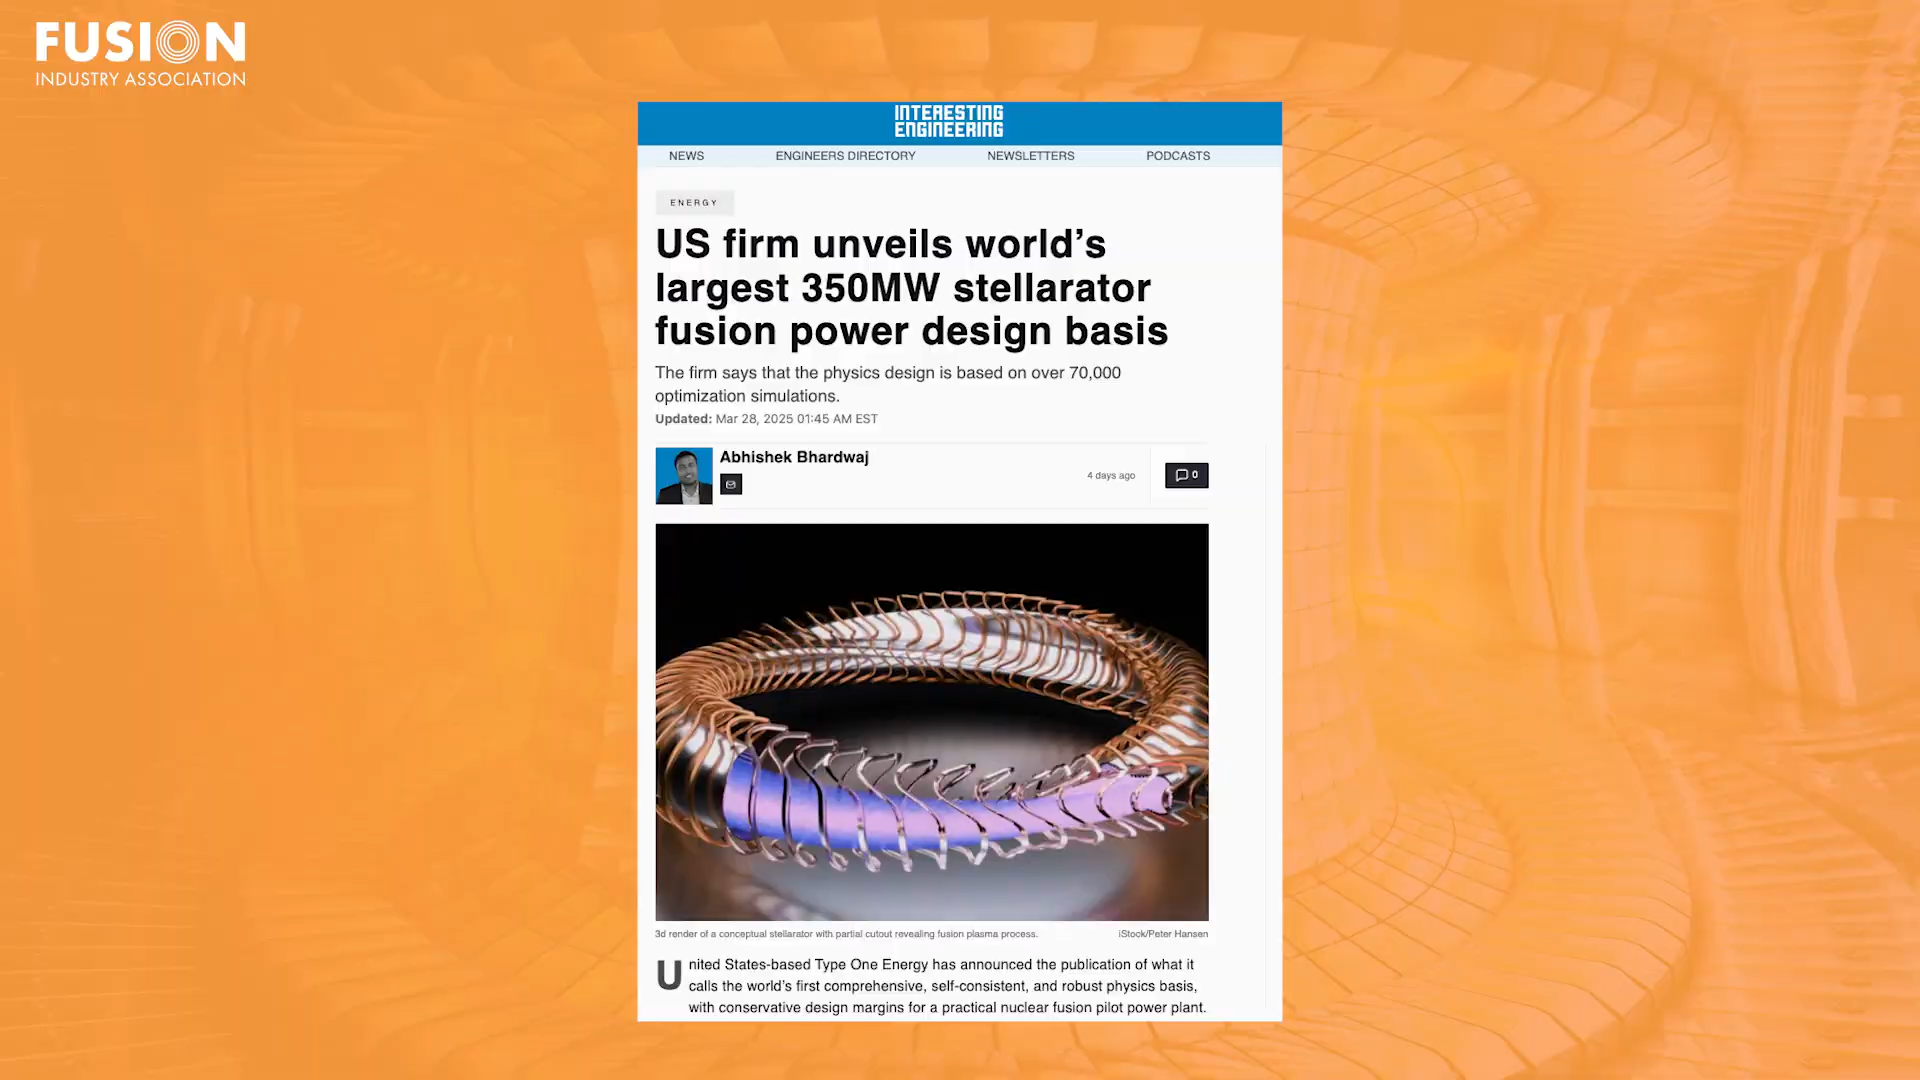 FUSION
INDUSTRY ASSOCIATION
INTERESTING
ENGINEERING
NEWS ENGINEERS DIRECTORY NEWSLETTERS PODCASTS
ENERGY
US firm unveils world’s
largest 350MW stellarator
fusion power design basis
The firm says that the physics design is based on over 70,000
optimization simulations.
Updated: Mar 28, 2025 01:45 AM EST
Abhishek Bhardwaj
4 days ago
0
3d render of a conceptual stellarator with partial cutout revealing fusion plasma process.
iStock/Peter Hansen
United States-based Type One Energy has announced the publication of what it
calls the world’s first comprehensive, self-consistent, and robust physics basis,
with conservative design margins for a practical nuclear fusion pilot power plant.